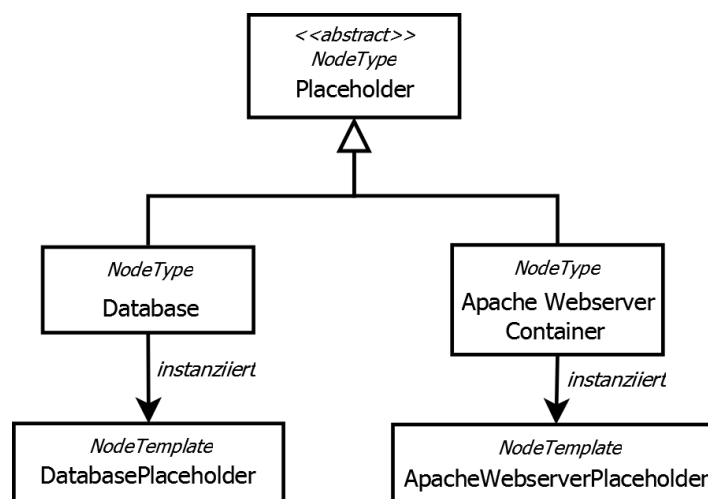 <<abstract>>
NodeType
Placeholder
NodeType
Database
NodeType
Apache Webserver
Container
instanziiert
instanziiert
NodeTemplate
DatabasePlaceholder
NodeTemplate
ApacheWebserverPlaceholder